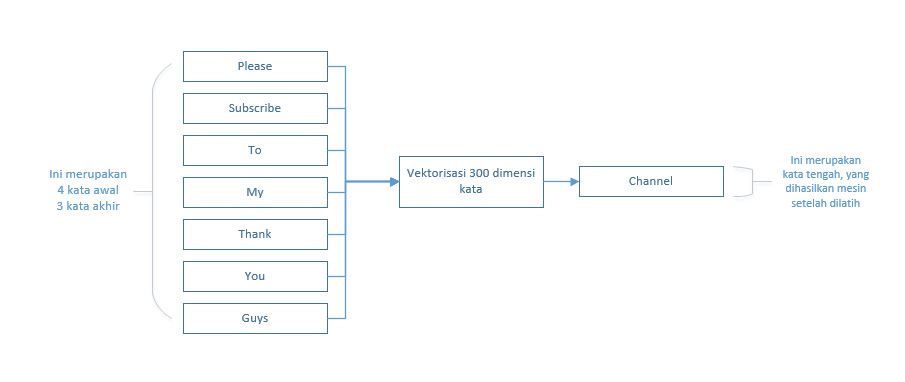 Ini merupakan
4 kata awal
3 kata akhir
Please
Subscribe
To
My
Thank
You
Guys
Vektorisasi 300 dimensi
kata
Channel
Ini merupakan
kata tengah, yang
dihasilkan mesin
setelah dilatih